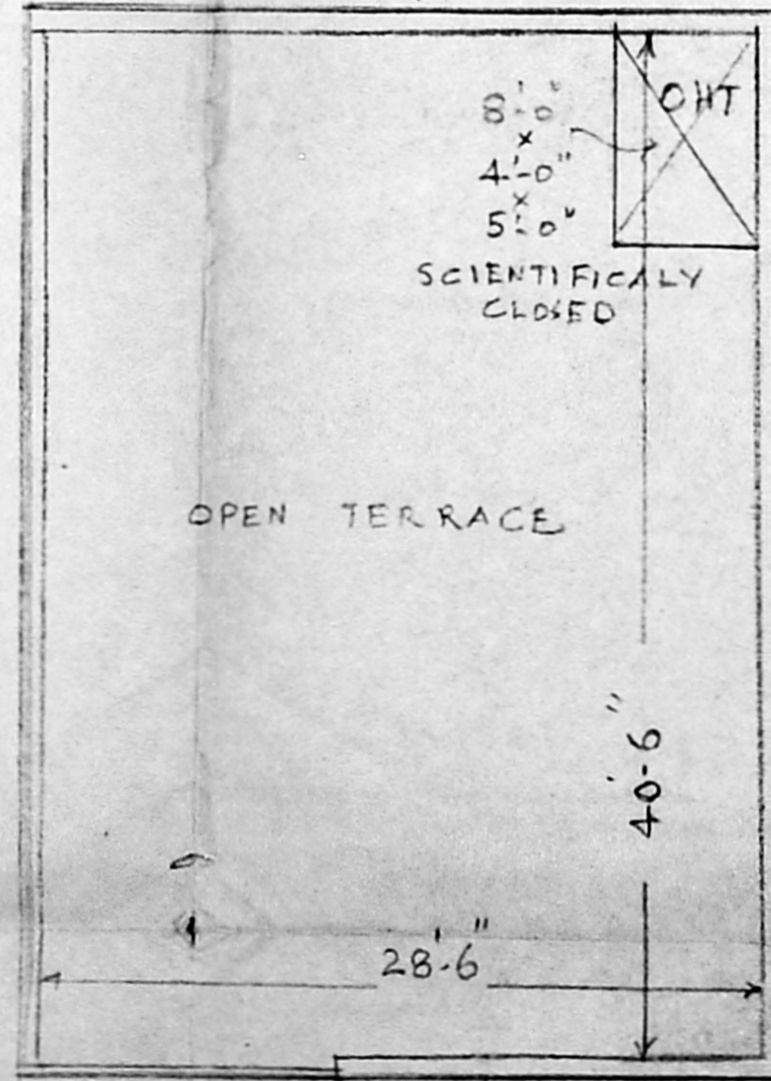 OHT
8'-0"
×
4'-0"
×
5'-0"
SCIENTIFICALY
CLOSED
OPEN TERRACE
40'-6"
28'-6"